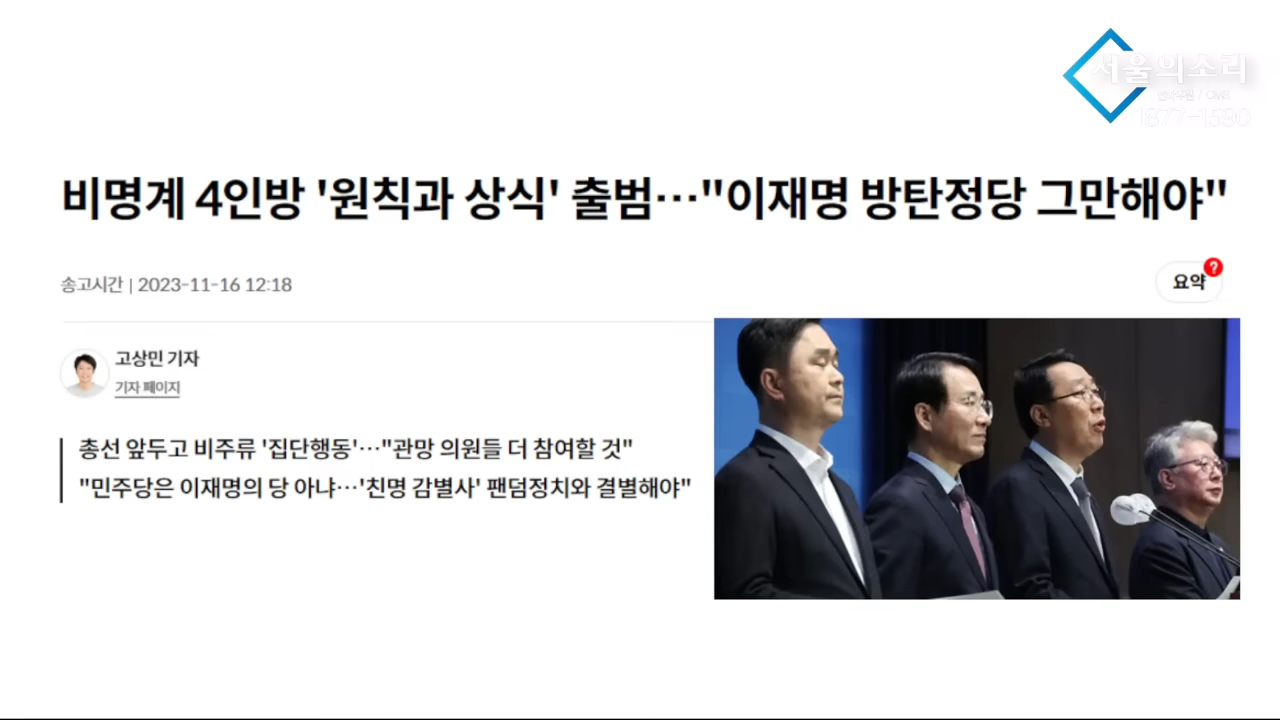 서울의소리
1877-1590
비명계 4인방 '원칙과 상식' 출범…"이재명 방탄정당 그만해야"
송고시간 | 2023-11-16 12:18
요약
?
고상민 기자
기자 페이지
총선 앞두고 비주류 '집단행동'…"관망 의원들 더 참여할 것"
"민주당은 이재명의 당 아냐…'친명 감별사' 팬덤정치와 결별해야"